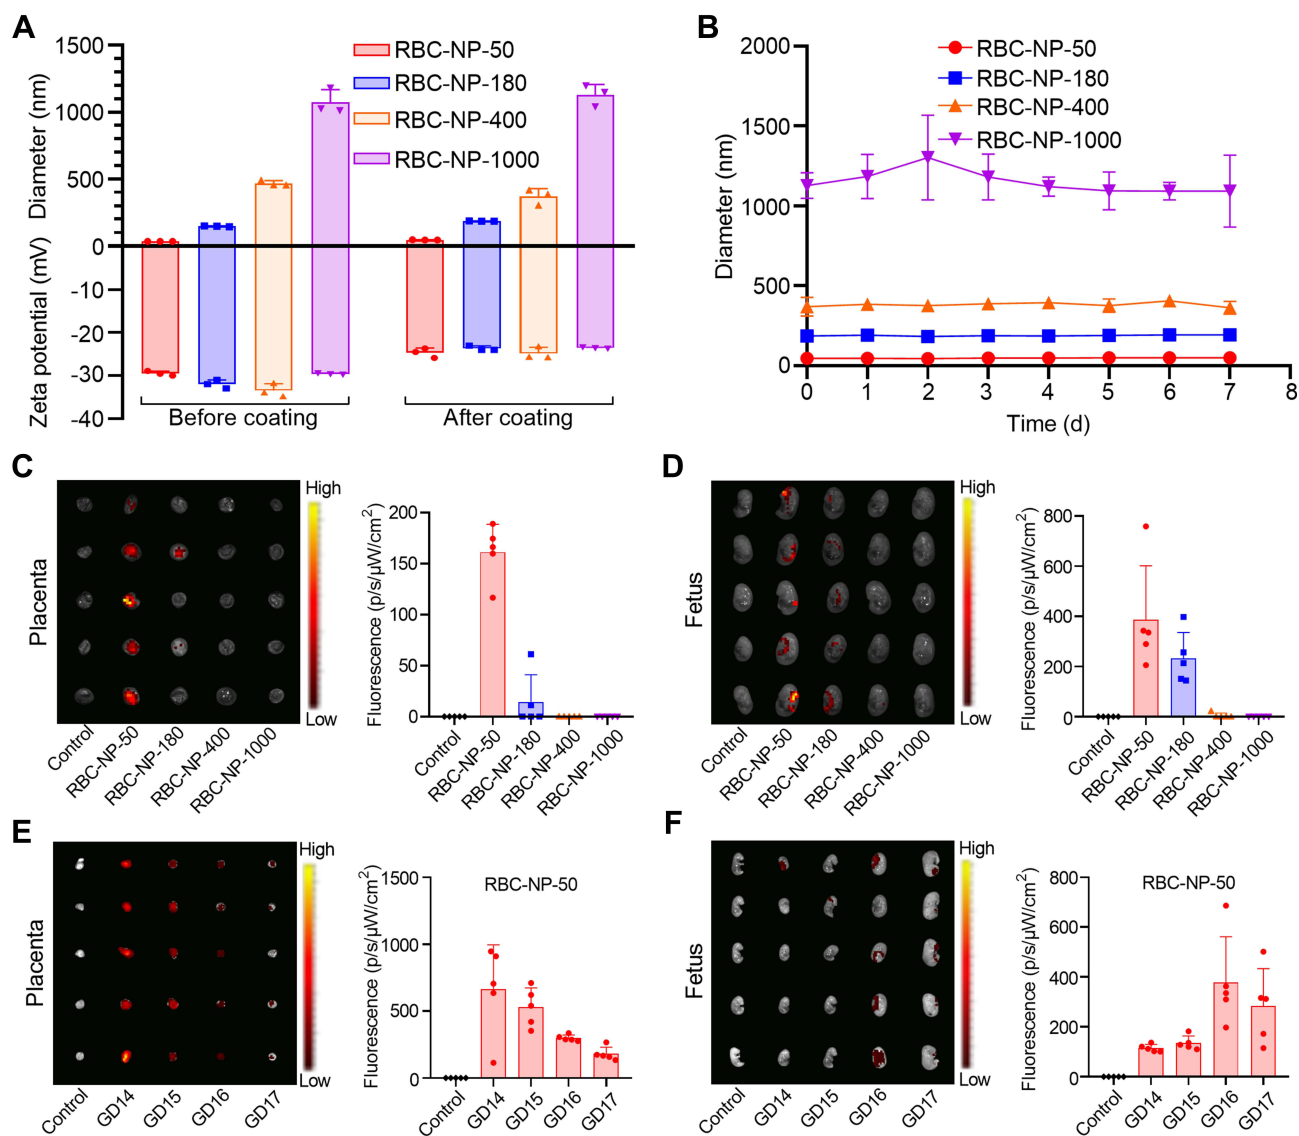 A
Diameter (nm)
Zeta potential (mV)
1500
1000
500
0
-10
-20
-30
-40
RBC-NP-50
RBC-NP-180
RBC-NP-400
RBC-NP-1000
Before coating
After coating
B
Diameter (nm)
2000
1500
1000
500
0
RBC-NP-50
RBC-NP-180
RBC-NP-400
RBC-NP-1000
0 1 2 3 4 5 6 7 8
Time (d)
C
Placenta
High
Low
Control
RBC-NP-50
RBC-NP-180
RBC-NP-400
RBC-NP-1000
Fluorescence (p/s/μW/cm²)
200
150
100
50
0
Control
RBC-NP-50
RBC-NP-180
RBC-NP-400
RBC-NP-1000
D
Fetus
High
Low
Control
RBC-NP-50
RBC-NP-180
RBC-NP-400
RBC-NP-1000
Fluorescence (p/s/μW/cm²)
800
600
400
200
0
Control
RBC-NP-50
RBC-NP-180
RBC-NP-400
RBC-NP-1000
E
Placenta
High
Low
Control
GD14
GD15
GD16
GD17
Fluorescence (p/s/μW/cm²)
RBC-NP-50
1500
1000
500
0
Control
GD14
GD15
GD16
GD17
F
Fetus
High
Low
Control
GD14
GD15
GD16
GD17
Fluorescence (p/s/μW/cm²)
RBC-NP-50
800
600
400
200
0
Control
GD14
GD15
GD16
GD17